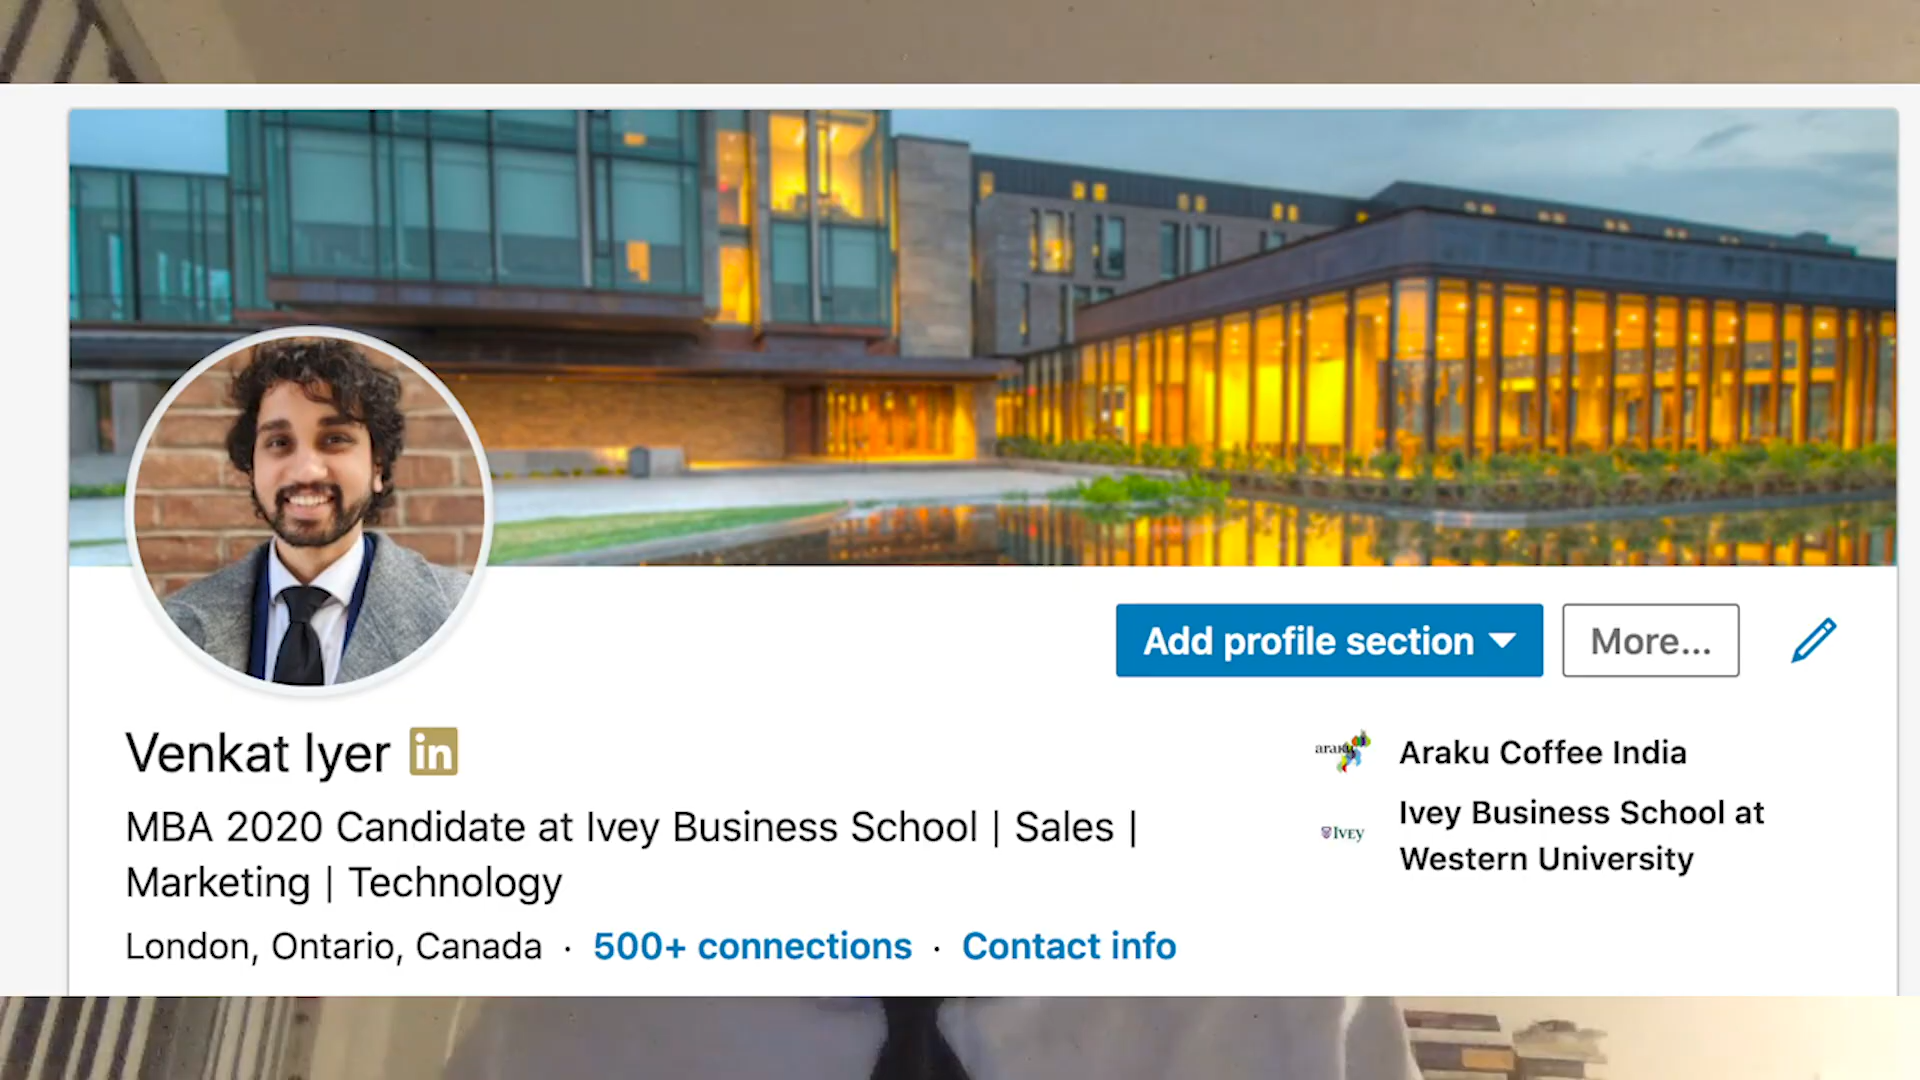 Add profile section
More...
Venkat Iyer in
MBA 2020 Candidate at Ivey Business School | Sales |
Marketing | Technology
London, Ontario, Canada · 500+ connections · Contact info
araku
Araku Coffee India
IVEY
Ivey Business School at
Western University